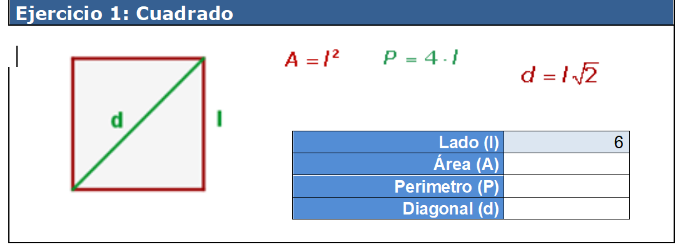 Ejercicio 1: Cuadrado
A = l² P = 4 · l
d = l√2
d l
Lado (l) 6
Área (A)
Perimetro (P)
Diagonal (d)